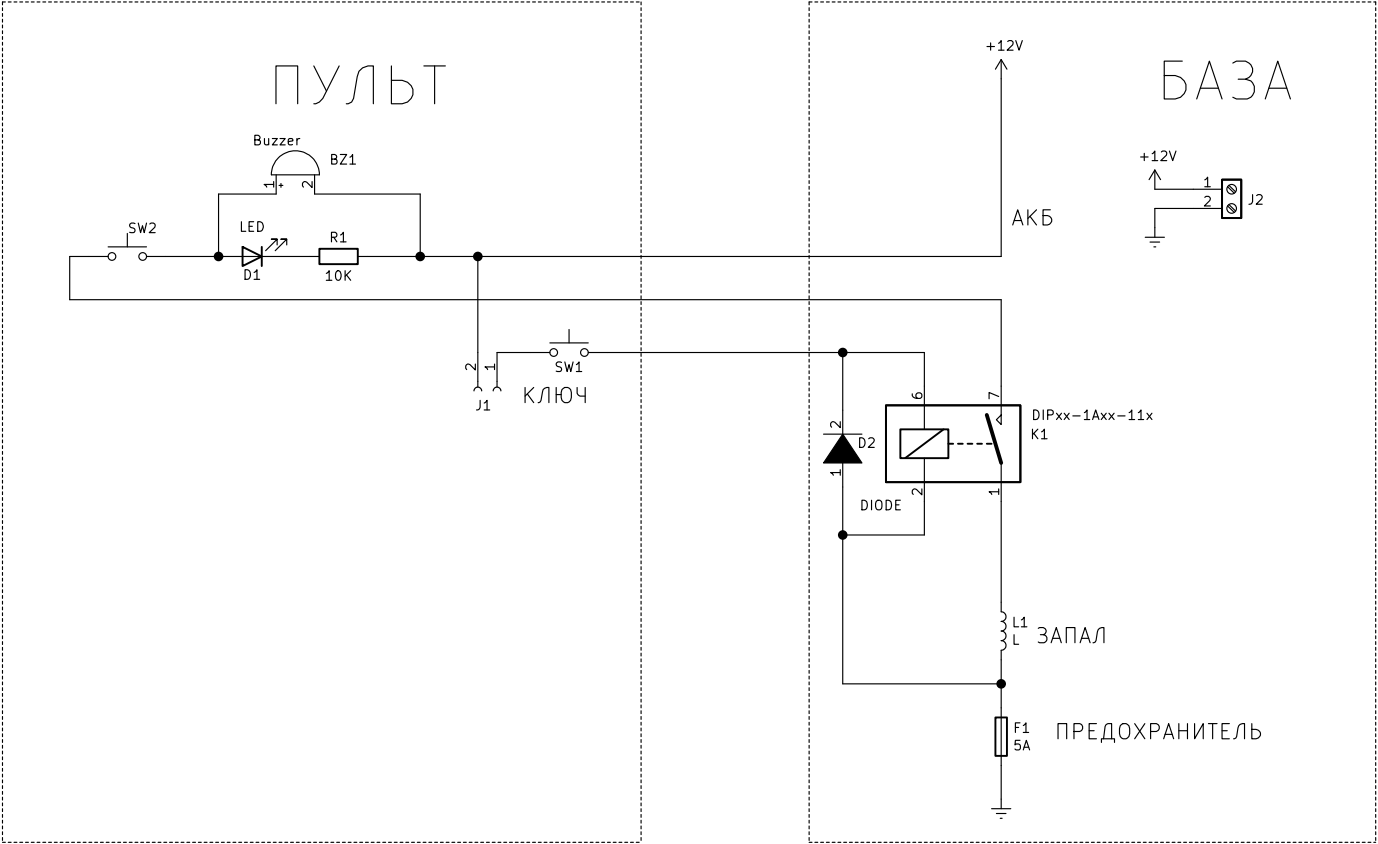 ПУЛЬТ
БАЗА
+12V
Buzzer
BZ1
1
+
2
+12V
1
2
J2
АКБ
SW2
LED
R1
D1
10K
2
1
SW1
J1
КЛЮЧ
6
7
DIPxx-1Axx-11x
K1
2
D2
1
2
1
DIODE
L1
L
ЗАПАЛ
F1
5A
ПРЕДОХРАНИТЕЛЬ